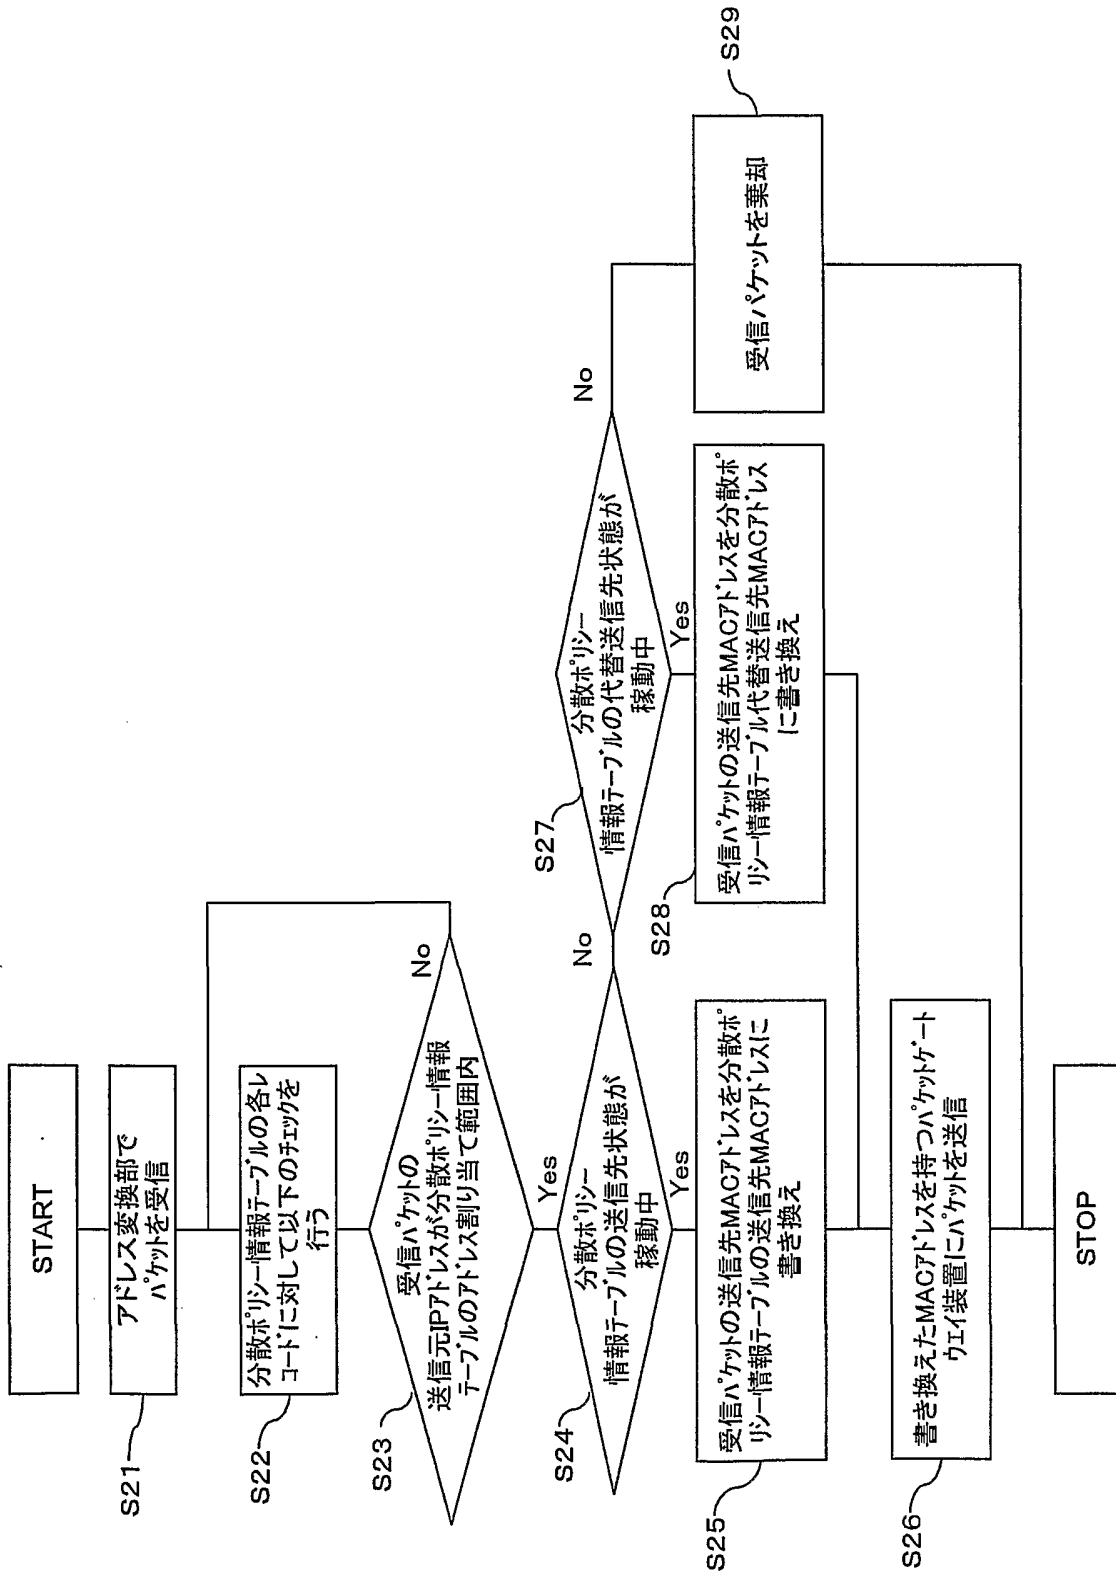 START
S21
アドレス変換部で
パケットを受信
S22
分散ポリシー情報テーブルの各レ
コードに対して以下のチェックを
行う
S23
受信パケットの
送信元IPアドレスが分散ポリシー情報
テーブルのアドレス割り当て範囲内
No
Yes
S24
分散ポリシー
情報テーブルの送信先状態が
稼動中
No
Yes
S27
分散ポリシー
情報テーブルの代替送信先状態が
稼動中
No
Yes
S25
受信パケットの送信先MACアドレスを分散ポ
リシー情報テーブルの送信先MACアドレスに
書き換え
S28
受信パケットの送信先MACアドレスを分散ポ
リシー情報テーブル代替送信先MACアドレス
に書き換え
S29
受信パケットを棄却
S26
書き換えたMACアドレスを持つパケットゲート
ウェイ装置にパケットを送信
STOP